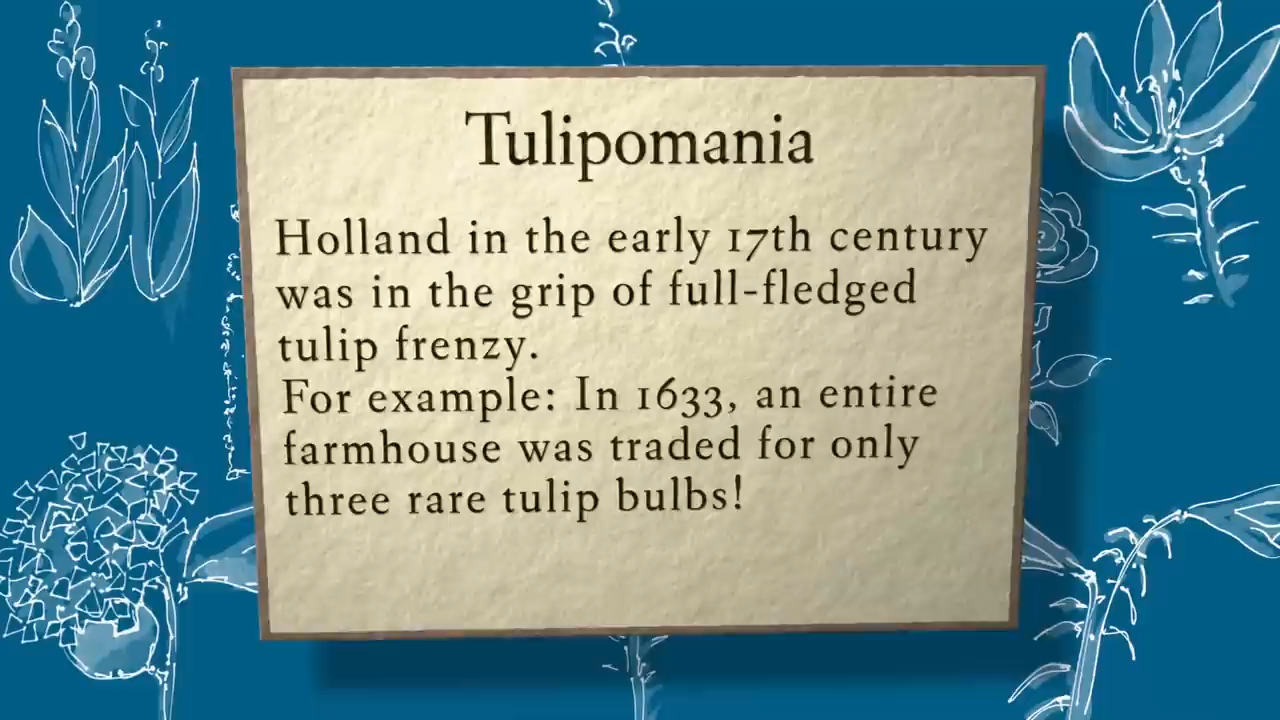 Tulipomania
Holland in the early 17th century
was in the grip of full-fledged
tulip frenzy.
For example: In 1633, an entire
farmhouse was traded for only
three rare tulip bulbs!